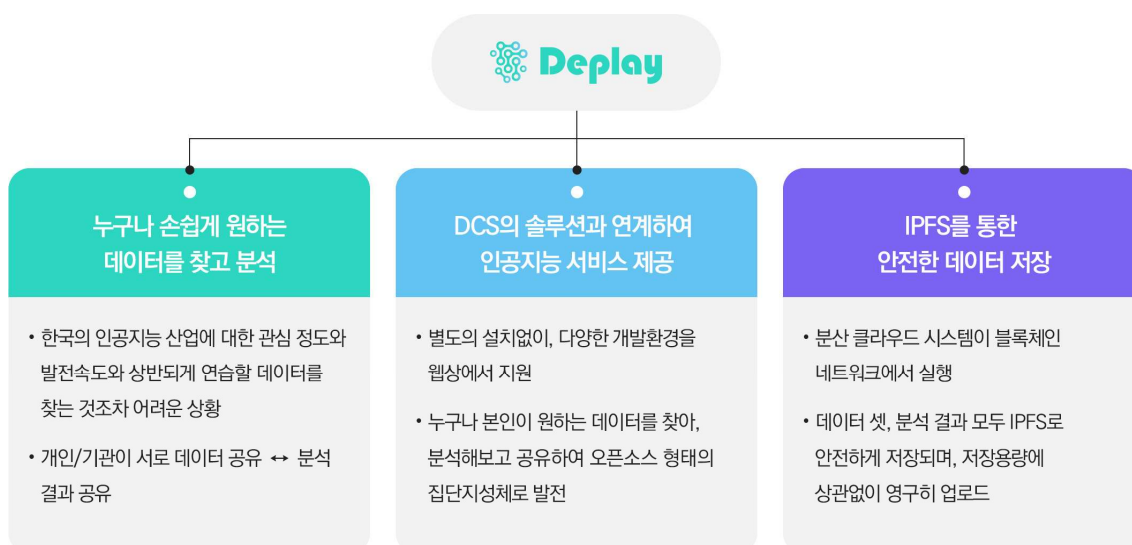 Deplay
누구나 손쉽게 원하는
데이터를 찾고 분석
• 한국의 인공지능 산업에 대한 관심 정도와
발전속도와 상반되게 연습할 데이터를
찾는 것조차 어려운 상황
• 개인/기관이 서로 데이터 공유 ↔ 분석
결과 공유
DCS의 솔루션과 연계하여
인공지능 서비스 제공
• 별도의 설치없이, 다양한 개발환경을
웹상에서 지원
• 누구나 본인이 원하는 데이터를 찾아,
분석해보고 공유하여 오픈소스 형태의
집단지성체로 발전
IPFS를 통한
안전한 데이터 저장
• 분산 클라우드 시스템이 블록체인
네트워크에서 실행
• 데이터 셋, 분석 결과 모두 IPFS로
안전하게 저장되며, 저장용량에
상관없이 영구히 업로드